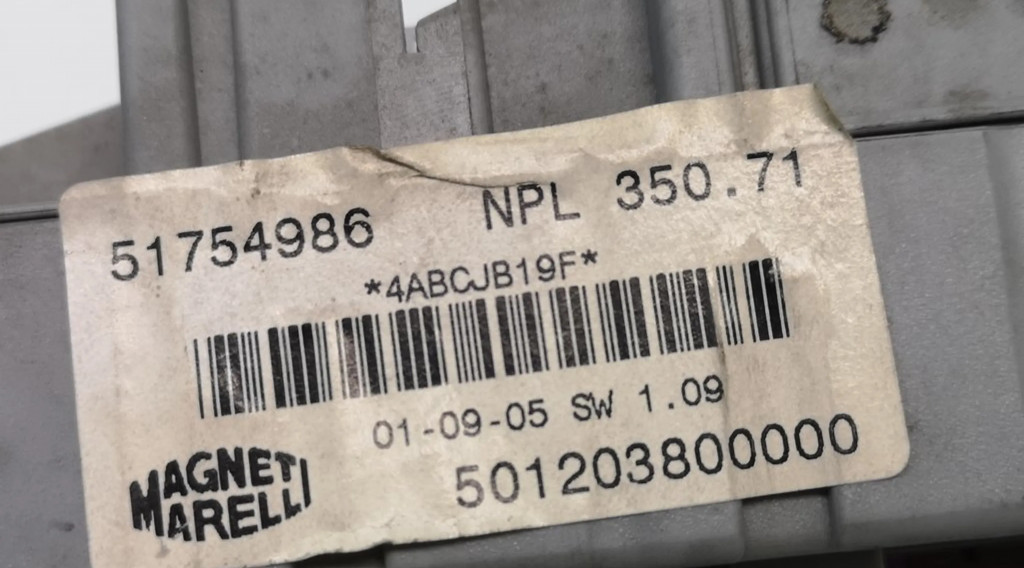 51754986 NPL 350.71
*4ABCJB19F*
01-09-05 SW 1.09
501203800000
MAGNETI
MARELLI